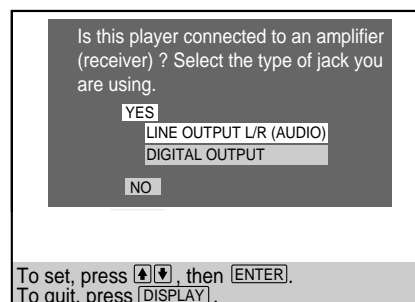 Is this player connected to an amplifier
(receiver) ? Select the type of jack you
are using.
YES
LINE OUTPUT L/R (AUDIO)
DIGITAL OUTPUT
NO
To set, press ↑ ↓ , then ENTER.
To quit, press DISPLAY .